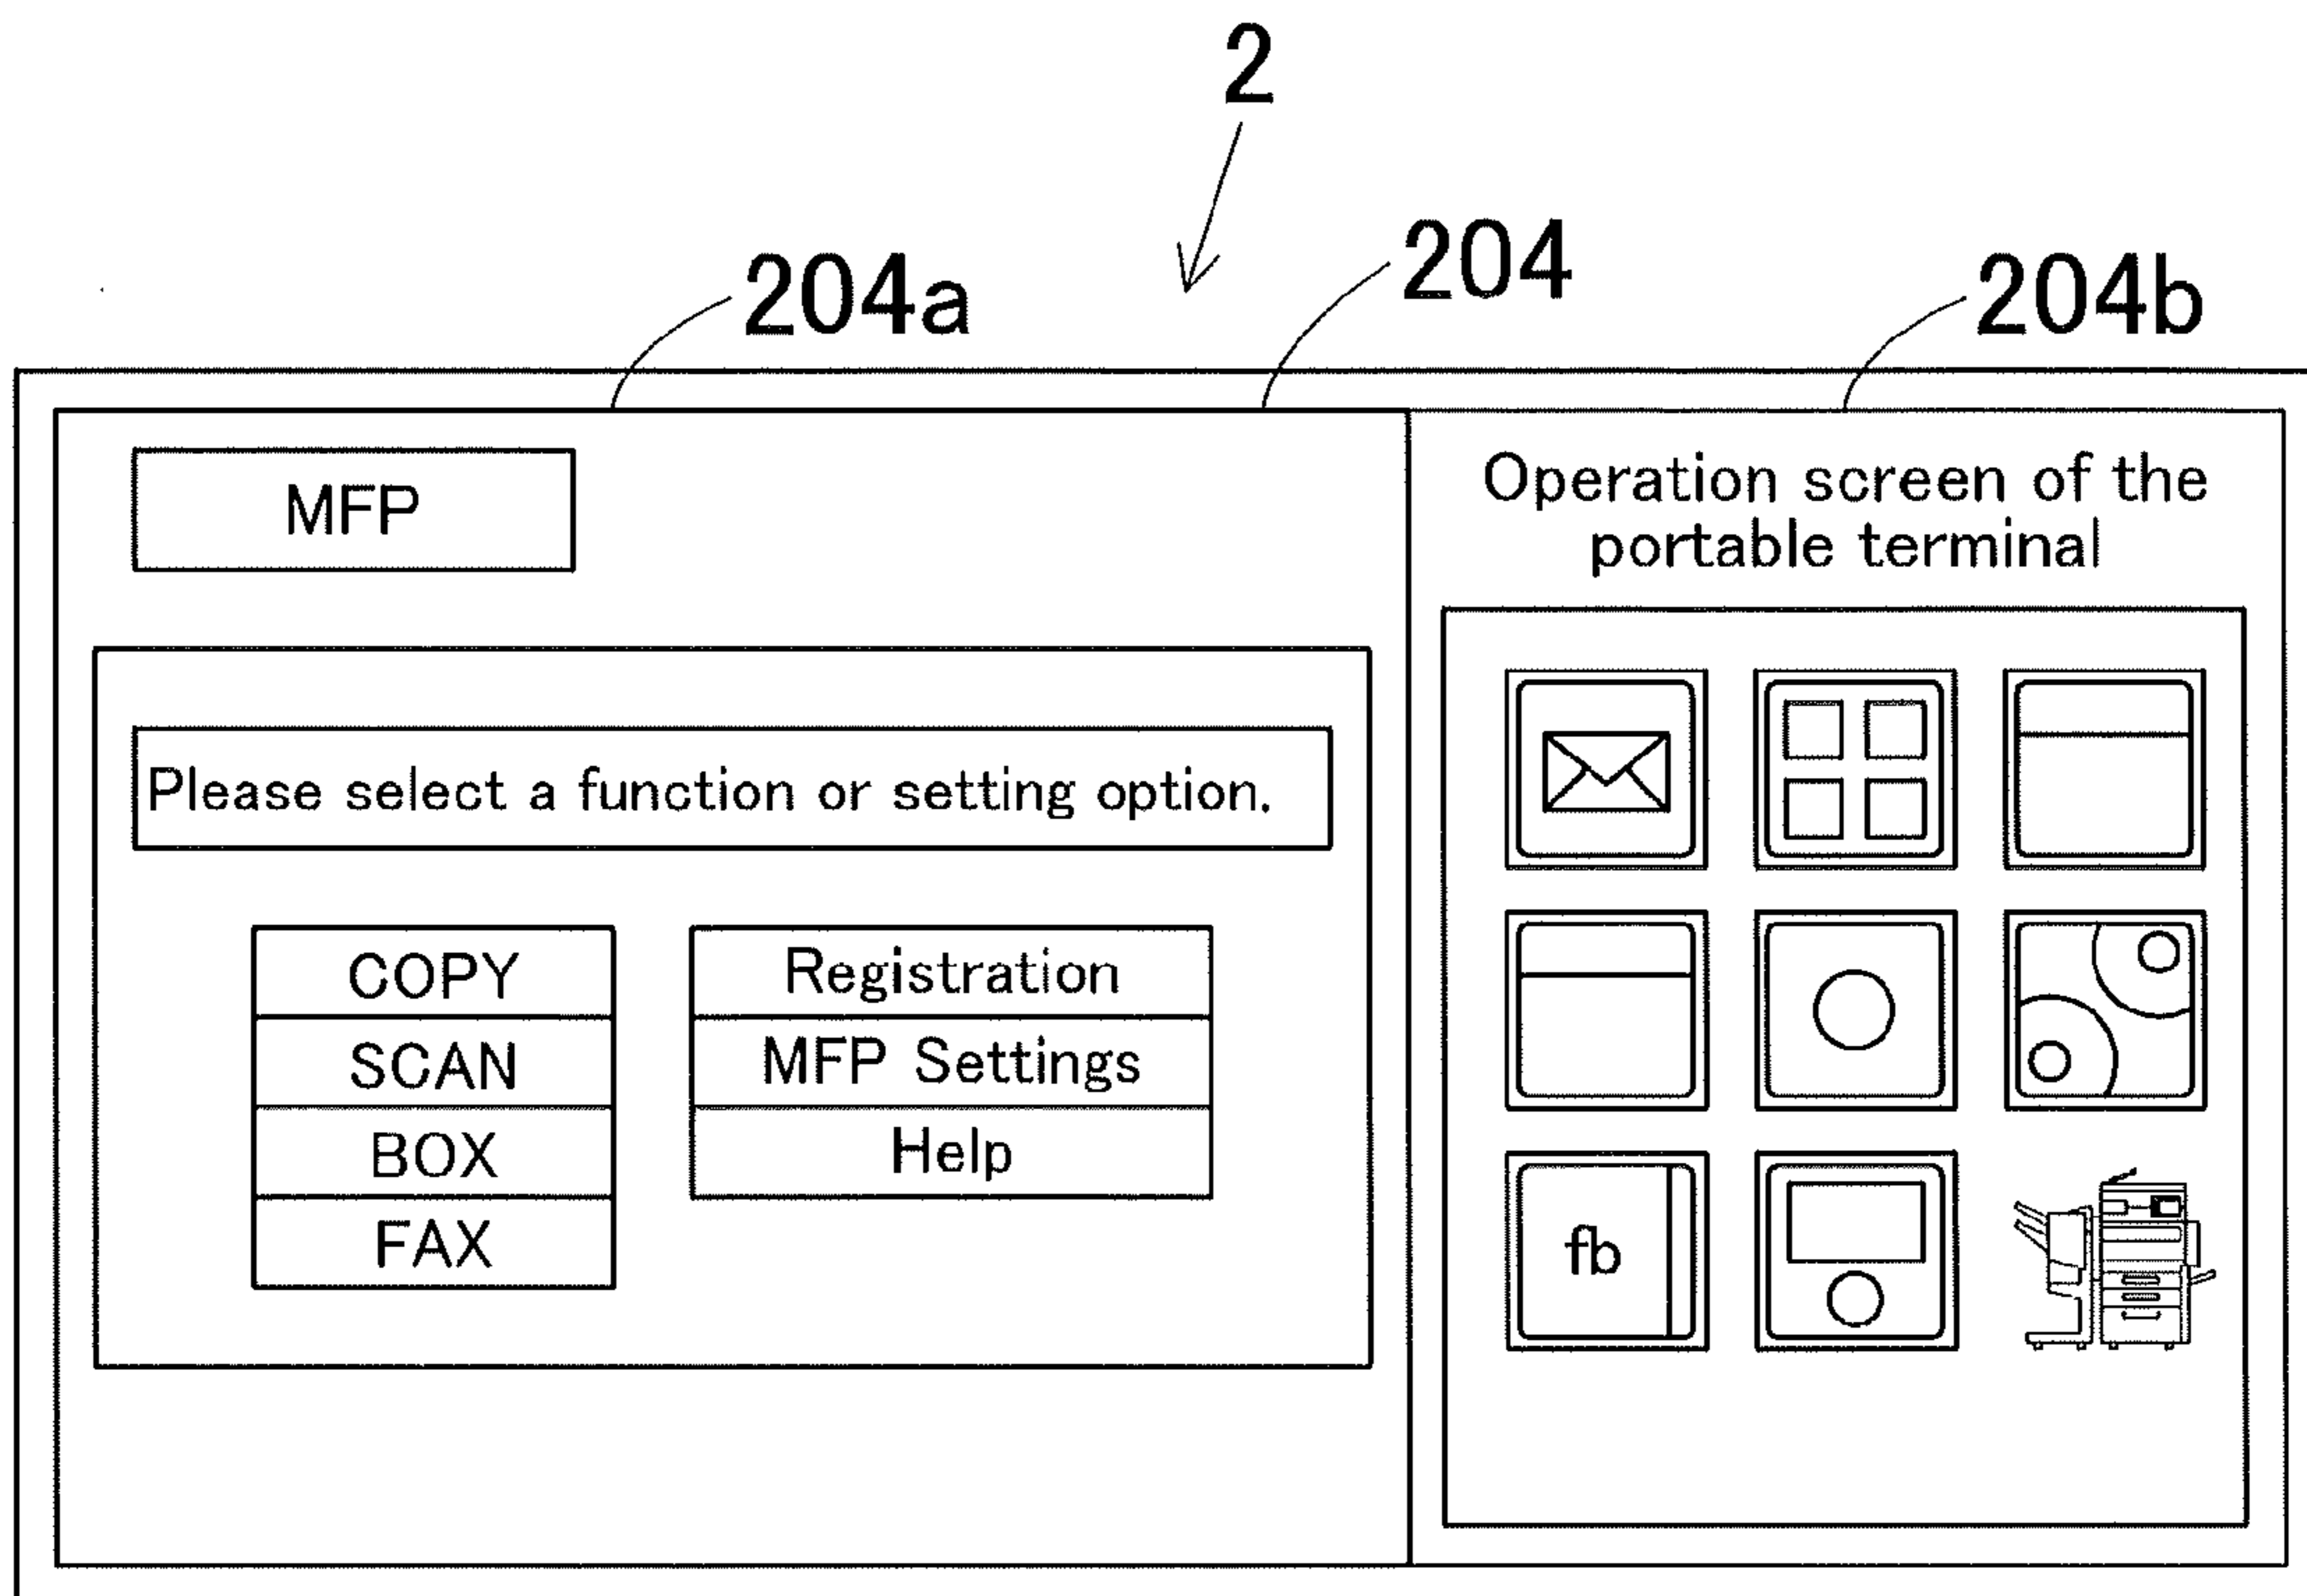 2
204a
204
204b
MFP
Please select a function or setting option.
COPY
SCAN
BOX
FAX
Registration
MFP Settings
Help
Operation screen of the
portable terminal
fb